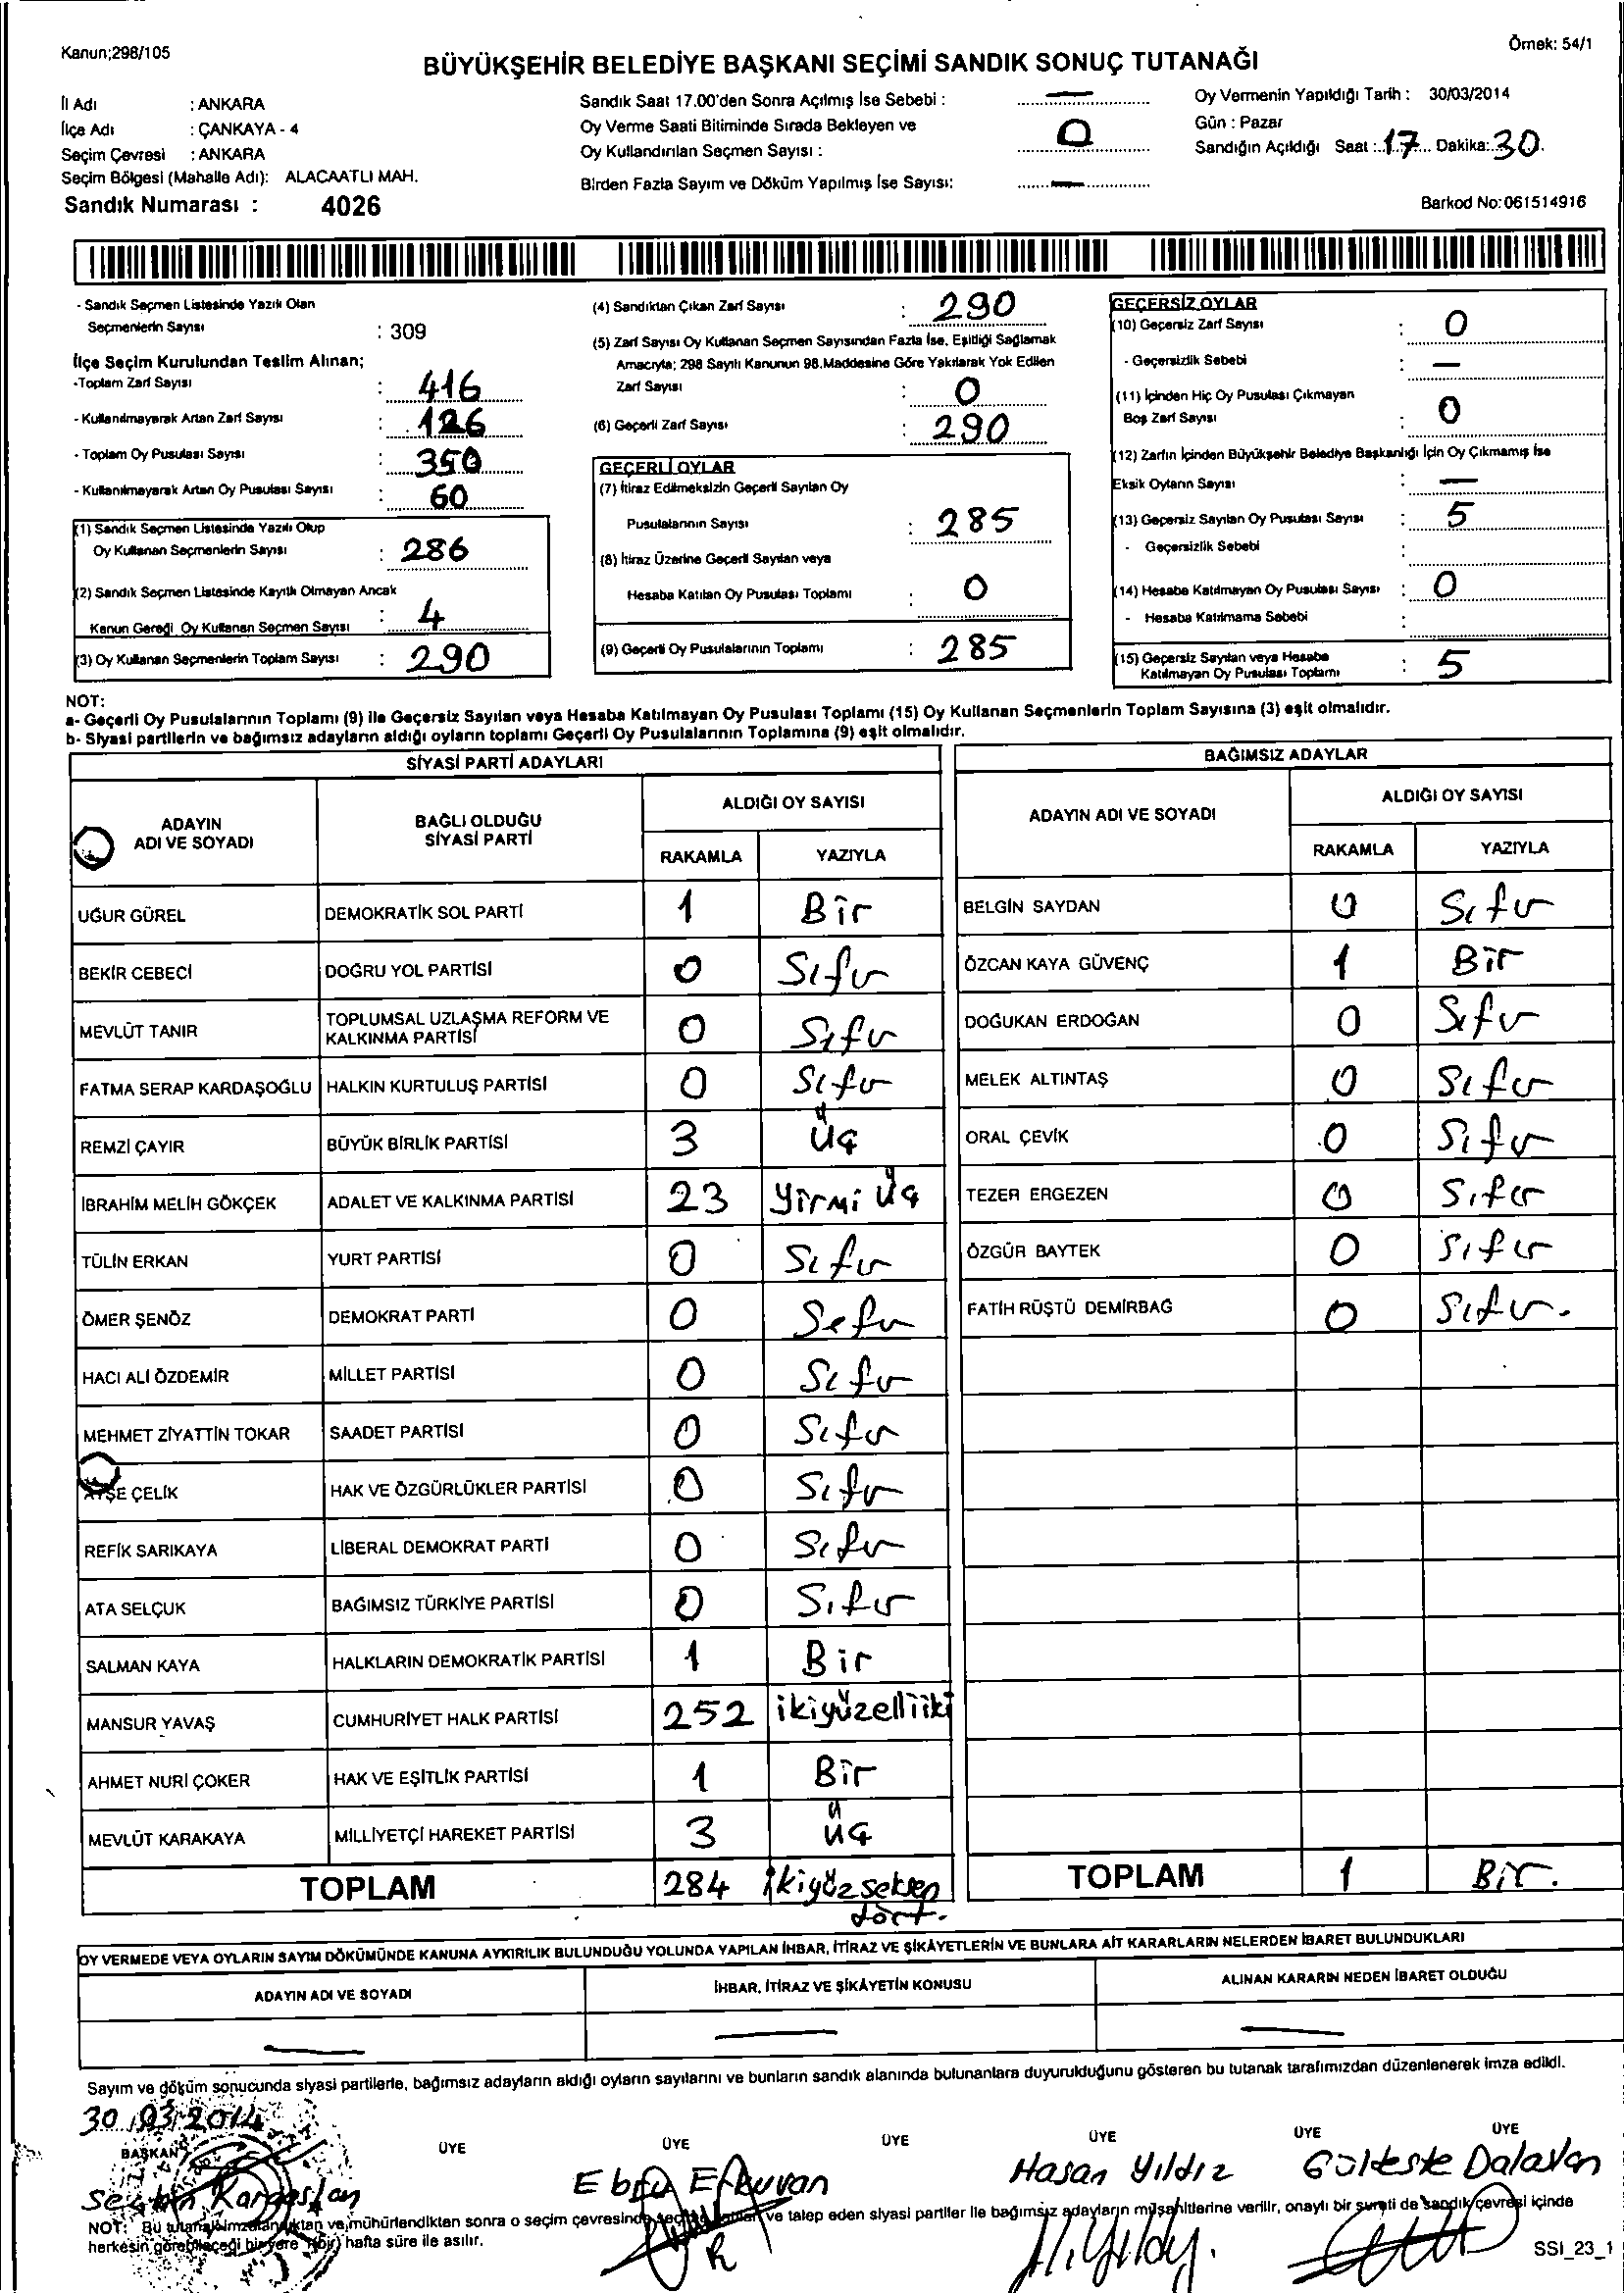 Kanun;298/105
Örnek: 54/1
BÜYÜKŞEHİR BELEDİYE BAŞKANI SEÇİMİ SANDIK SONUÇ TUTANAĞI
İl Adı : ANKARA
İlçe Adı : ÇANKAYA - 4
Seçim Çevresi : ANKARA
Seçim Bölgesi (Mahalle Adı): ALACAATLI MAH.
Sandık Numarası : 4026
Sandık Saat 17.00'den Sonra Açılmış İse Sebebi : —
Oy Verme Saati Bitiminde Sırada Bekleyen ve
Oy Kullandırılan Seçmen Sayısı : 0
Birden Fazla Sayım ve Döküm Yapılmış İse Sayısı: —
Oy Vermenin Yapıldığı Tarih : 30/03/2014
Gün : Pazar
Sandığın Açıldığı Saat : 17 Dakika: 30
Barkod No:061514916
- Sandık Seçmen Listesinde Yazılı Olan
Seçmenlerin Sayısı : 309
İlçe Seçim Kurulundan Teslim Alınan;
-Toplam Zarf Sayısı : 416
- Kullanılmayarak Artan Zarf Sayısı : 126
- Toplam Oy Pusulası Sayısı : 350
- Kullanılmayarak Artan Oy Pusulası Sayısı : 60
(1) Sandık Seçmen Listesinde Yazılı Olup
Oy Kullanan Seçmenlerin Sayısı : 286
(2) Sandık Seçmen Listesinde Kayıtlı Olmayan Ancak
Kanun Gereği Oy Kullanan Seçmen Sayısı : 4
(3) Oy Kullanan Seçmenlerin Toplam Sayısı : 290
(4) Sandıktan Çıkan Zarf Sayısı : 290
(5) Zarf Sayısı Oy Kullanan Seçmen Sayısından Fazla İse, Eşitliği Sağlamak
Amacıyla; 298 Sayılı Kanunun 98.Maddesine Göre Yakılarak Yok Edilen
Zarf Sayısı : 0
(6) Geçerli Zarf Sayısı : 290
GEÇERLİ OYLAR
(7) İtiraz Edilmeksizin Geçerli Sayılan Oy
Pusulalarının Sayısı : 285
(8) İtiraz Üzerine Geçerli Sayılan veya
Hesaba Katılan Oy Pusulası Toplamı : 0
(9) Geçerli Oy Pusulalarının Toplamı : 285
GEÇERSİZ OYLAR
(10) Geçersiz Zarf Sayısı : 0
- Geçersizlik Sebebi : —
(11) İçinden Hiç Oy Pusulası Çıkmayan
Boş Zarf Sayısı : 0
(12) Zarfın İçinden Büyükşehir Belediye Başkanlığı İçin Oy Çıkmamış İse
Eksik Oyların Sayısı : —
(13) Geçersiz Sayılan Oy Pusulası Sayısı : 5
- Geçersizlik Sebebi :
(14) Hesaba Katılmayan Oy Pusulası Sayısı : 0
- Hesaba Katılmama Sebebi :
(15) Geçersiz Sayılan veya Hesaba
Katılmayan Oy Pusulası Toplamı : 5
NOT:
a- Geçerli Oy Pusulalarının Toplamı (9) ile Geçersiz Sayılan veya Hesaba Katılmayan Oy Pusulası Toplamı (15) Oy Kullanan Seçmenlerin Toplam Sayısına (3) eşit olmalıdır.
b- Siyasi partilerin ve bağımsız adayların aldığı oyların toplamı Geçerli Oy Pusulalarının Toplamına (9) eşit olmalıdır.
SİYASİ PARTİ ADAYLARI
ADAYIN ADI VE SOYADI BAĞLI OLDUĞU SİYASİ PARTİ ALDIĞI OY SAYISI
RAKAMLA YAZIYLA
UĞUR GÜREL DEMOKRATİK SOL PARTİ 1 Bir
BEKİR CEBECİ DOĞRU YOL PARTİSİ 0 Sıfır
MEVLÜT TANIR TOPLUMSAL UZLAŞMA REFORM VE KALKINMA PARTİSİ 0 Sıfır
FATMA SERAP KARDAŞOĞLU HALKIN KURTULUŞ PARTİSİ 0 Sıfır
REMZİ ÇAYIR BÜYÜK BİRLİK PARTİSİ 3 Üç
İBRAHİM MELİH GÖKÇEK ADALET VE KALKINMA PARTİSİ 23 Yirmi Üç
TÜLİN ERKAN YURT PARTİSİ 0 Sıfır
ÖMER ŞENÖZ DEMOKRAT PARTİ 0 Sıfır
HACI ALİ ÖZDEMİR MİLLET PARTİSİ 0 Sıfır
MEHMET ZİYATTİN TOKAR SAADET PARTİSİ 0 Sıfır
AYŞE ÇELİK HAK VE ÖZGÜRLÜKLER PARTİSİ 0 Sıfır
REFİK SARIKAYA LİBERAL DEMOKRAT PARTİ 0 Sıfır
ATA SELÇUK BAĞIMSIZ TÜRKİYE PARTİSİ 0 Sıfır
SALMAN KAYA HALKLARIN DEMOKRATİK PARTİSİ 1 Bir
MANSUR YAVAŞ CUMHURİYET HALK PARTİSİ 252 ikiyüzelliiki
AHMET NURİ ÇOKER HAK VE EŞİTLİK PARTİSİ 1 Bir
MEVLÜT KARAKAYA MİLLİYETÇİ HAREKET PARTİSİ 3 Üç
TOPLAM 284 ikiyüzseksen dört.
BAĞIMSIZ ADAYLAR
ADAYIN ADI VE SOYADI ALDIĞI OY SAYISI
RAKAMLA YAZIYLA
BELGİN SAYDAN 0 Sıfır
ÖZCAN KAYA GÜVENÇ 1 Bir
DOĞUKAN ERDOĞAN 0 Sıfır
MELEK ALTINTAŞ 0 Sıfır
ORAL ÇEVİK 0 Sıfır
TEZER ERGEZEN 0 Sıfır
ÖZGÜR BAYTEK 0 Sıfır
FATİH RÜŞTÜ DEMİRBAĞ 0 Sıfır.
TOPLAM 1 Bir.
OY VERMEDE VEYA OYLARIN SAYIM DÖKÜMÜNDE KANUNA AYKIRILIK BULUNDUĞU YOLUNDA YAPILAN İHBAR, İTİRAZ VE ŞİKÂYETLERİN VE BUNLARA AİT KARARLARIN NELERDEN İBARET BULUNDUKLARI
ADAYIN ADI VE SOYADI İHBAR, İTİRAZ VE ŞİKÂYETİN KONUSU ALINAN KARARIN NEDEN İBARET OLDUĞU
— — —
Sayım ve döküm sonucunda siyasi partilerle, bağımsız adayların aldığı oyların sayılarını ve bunların sandık alanında bulunanlara duyurulduğunu gösteren bu tutanak tarafımızdan düzenlenerek imza edildi.
30.03.2014
BAŞKAN ÜYE ÜYE ÜYE ÜYE ÜYE ÜYE
Hasan Yıldız
NOT: Bu tutanak imzalandıktan ve mühürlendikten sonra o seçim çevresinde ve talep eden siyasi partiler ile bağımsız adayların müşahitlerine verilir, onaylı bir sureti de sandık çevresi içinde
herkesin görebileceği bir yere 1(bir) hafta süre ile asılır.
SSI_23_1